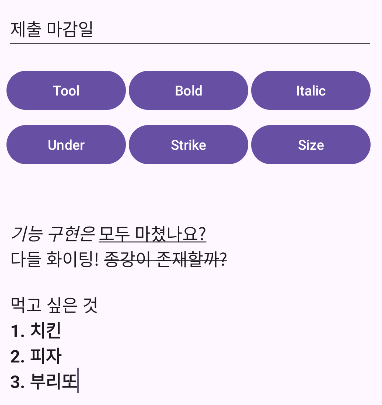 제출 마감일
Tool Bold Italic
Under Strike Size
기능 구현은 모두 마쳤나요?
다들 화이팅! 종강이 존재할까?
먹고 싶은 것
1. 치킨
2. 피자
3. 부리또